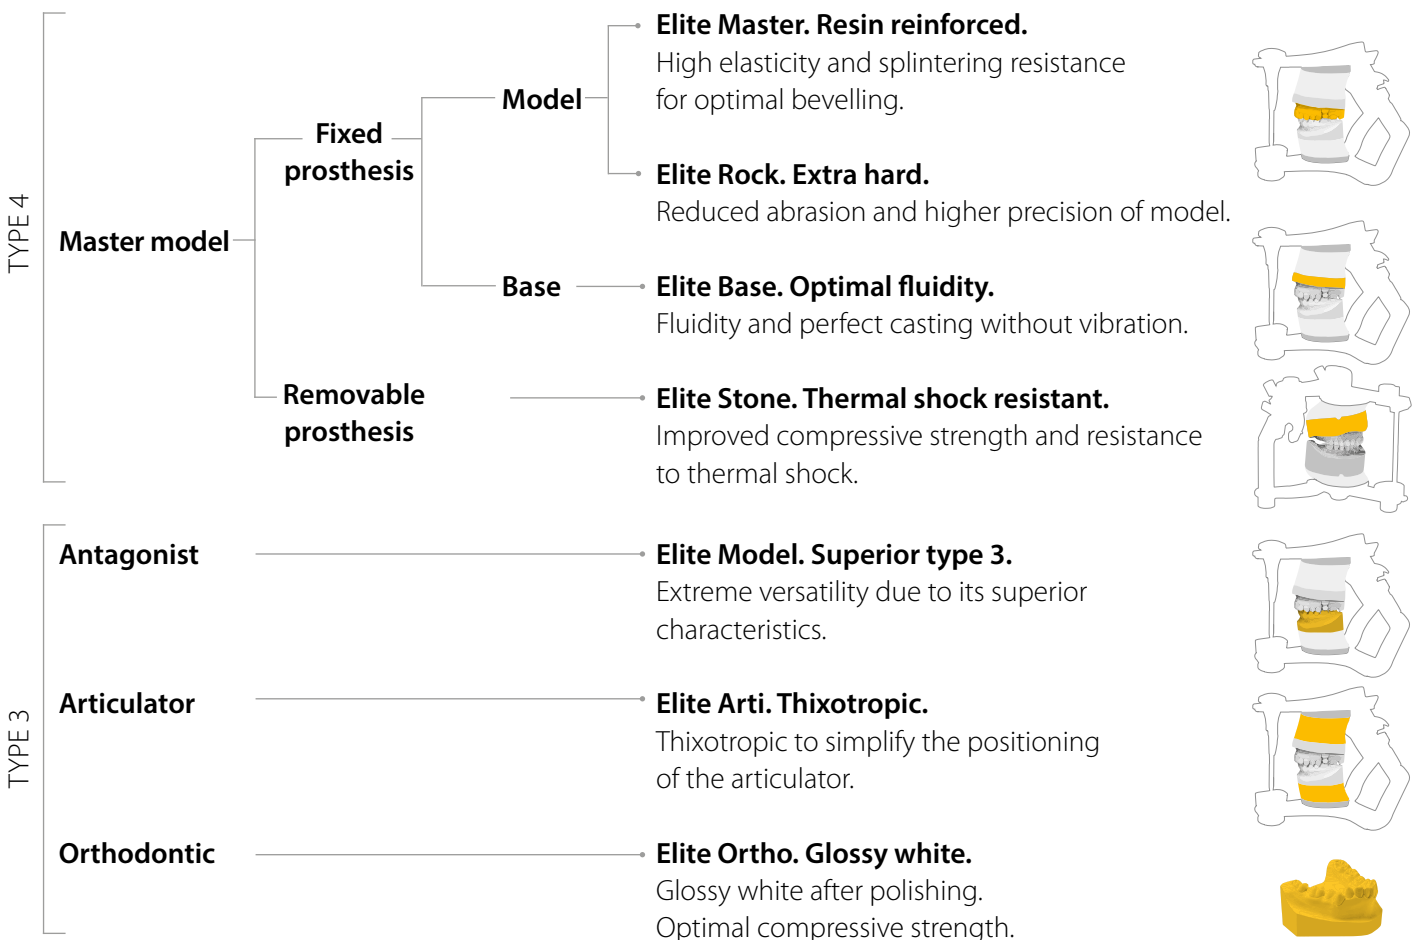 TYPE 4
Master model
Fixed
prosthesis
Model
Elite Master. Resin reinforced.
High elasticity and splintering resistance
for optimal bevelling.
Elite Rock. Extra hard.
Reduced abrasion and higher precision of model.
Base
Elite Base. Optimal fluidity.
Fluidity and perfect casting without vibration.
Removable
prosthesis
Elite Stone. Thermal shock resistant.
Improved compressive strength and resistance
to thermal shock.
TYPE 3
Antagonist
Elite Model. Superior type 3.
Extreme versatility due to its superior
characteristics.
Articulator
Elite Arti. Thixotropic.
Thixotropic to simplify the positioning
of the articulator.
Orthodontic
Elite Ortho. Glossy white.
Glossy white after polishing.
Optimal compressive strength.